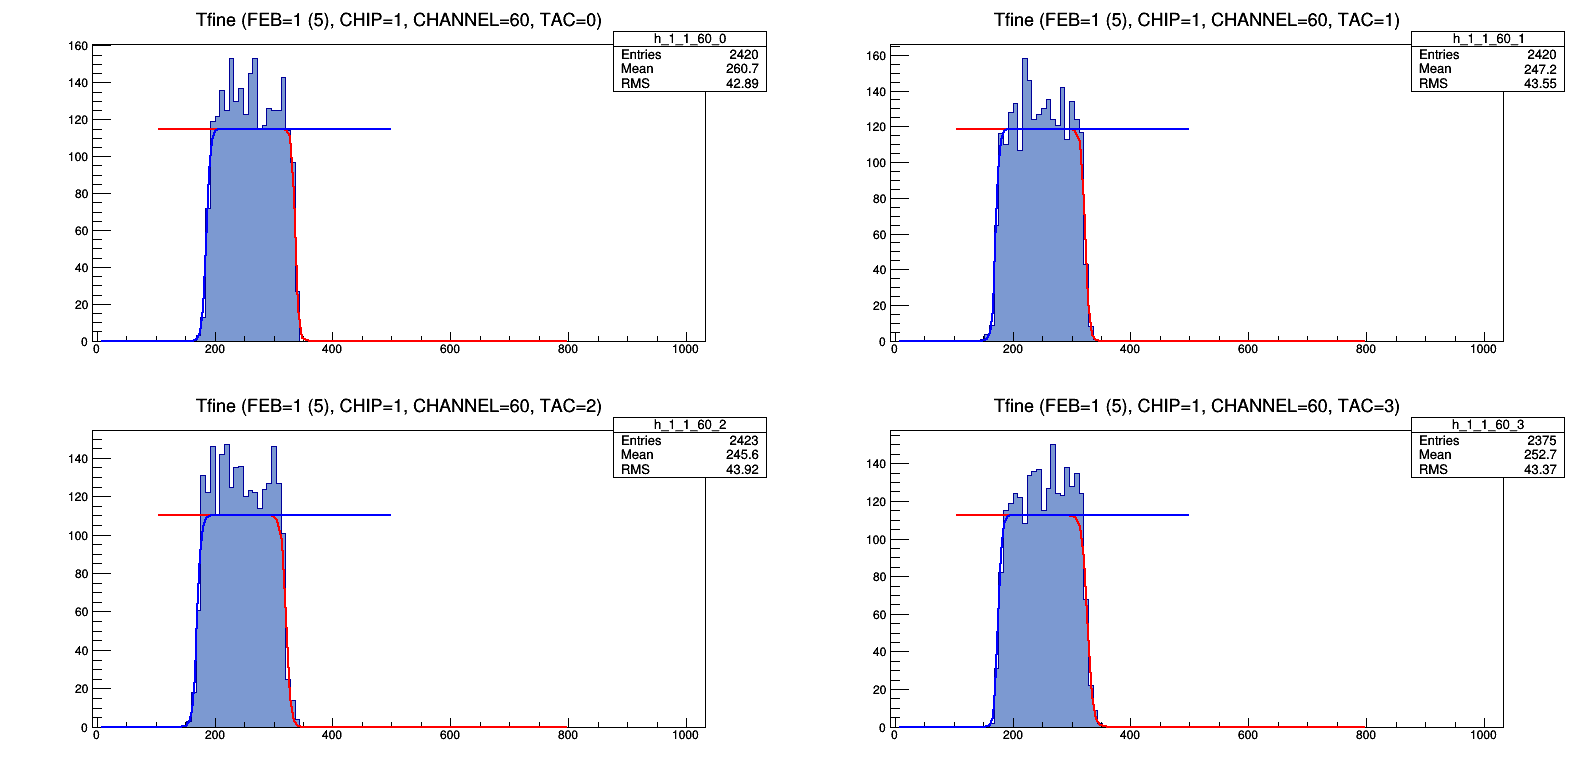 Tfine (FEB=1 (5), CHIP=1, CHANNEL=60, TAC=0)
h_1_1_60_0
Entries 2420
Mean 260.7
RMS 42.89
160
140
120
100
80
60
40
20
0
0 200 400 600 800 1000
Tfine (FEB=1 (5), CHIP=1, CHANNEL=60, TAC=1)
h_1_1_60_1
Entries 2420
Mean 247.2
RMS 43.55
160
140
120
100
80
60
40
20
0
0 200 400 600 800 1000
Tfine (FEB=1 (5), CHIP=1, CHANNEL=60, TAC=2)
h_1_1_60_2
Entries 2423
Mean 245.6
RMS 43.92
140
120
100
80
60
40
20
0
0 200 400 600 800 1000
Tfine (FEB=1 (5), CHIP=1, CHANNEL=60, TAC=3)
h_1_1_60_3
Entries 2375
Mean 252.7
RMS 43.37
140
120
100
80
60
40
20
0
0 200 400 600 800 1000